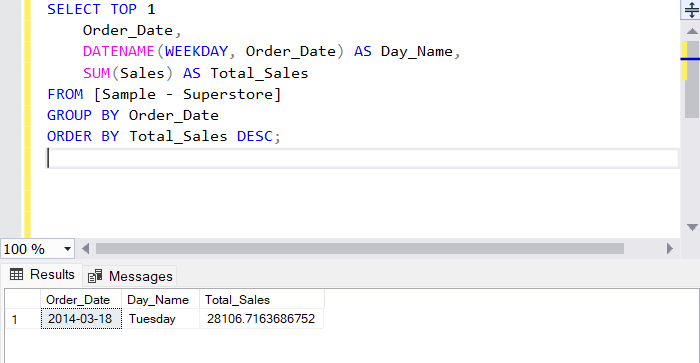 SELECT TOP 1
Order_Date,
DATENAME(WEEKDAY, Order_Date) AS Day_Name,
SUM(Sales) AS Total_Sales
FROM [Sample - Superstore]
GROUP BY Order_Date
ORDER BY Total_Sales DESC;
100 %
Results Messages
Order_Date Day_Name Total_Sales
1 2014-03-18 Tuesday 28106.7163686752